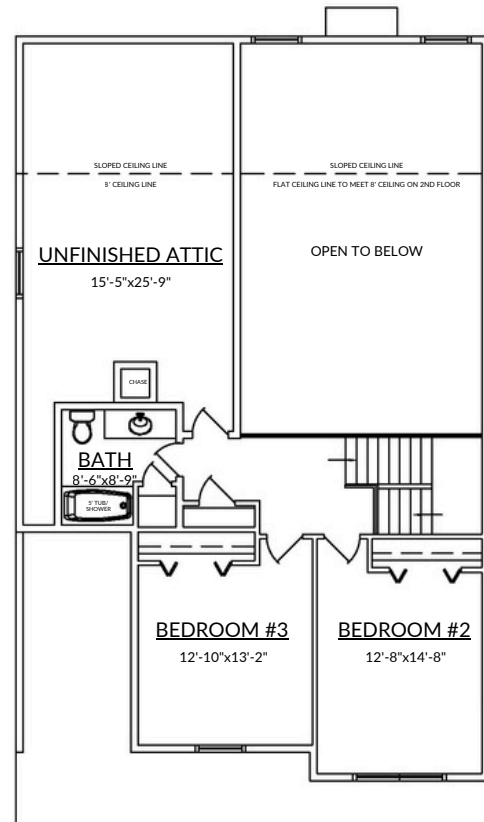 SLOPED CEILING LINE
8' CEILING LINE
SLOPED CEILING LINE
FLAT CEILING LINE TO MEET 8' CEILING ON 2ND FLOOR
UNFINISHED ATTIC
15'-5"x25'-9"
OPEN TO BELOW
CHASE
BATH
8'-6"x8'-9"
5' TUB/
SHOWER
BEDROOM #3
12'-10"x13'-2"
BEDROOM #2
12'-8"x14'-8"